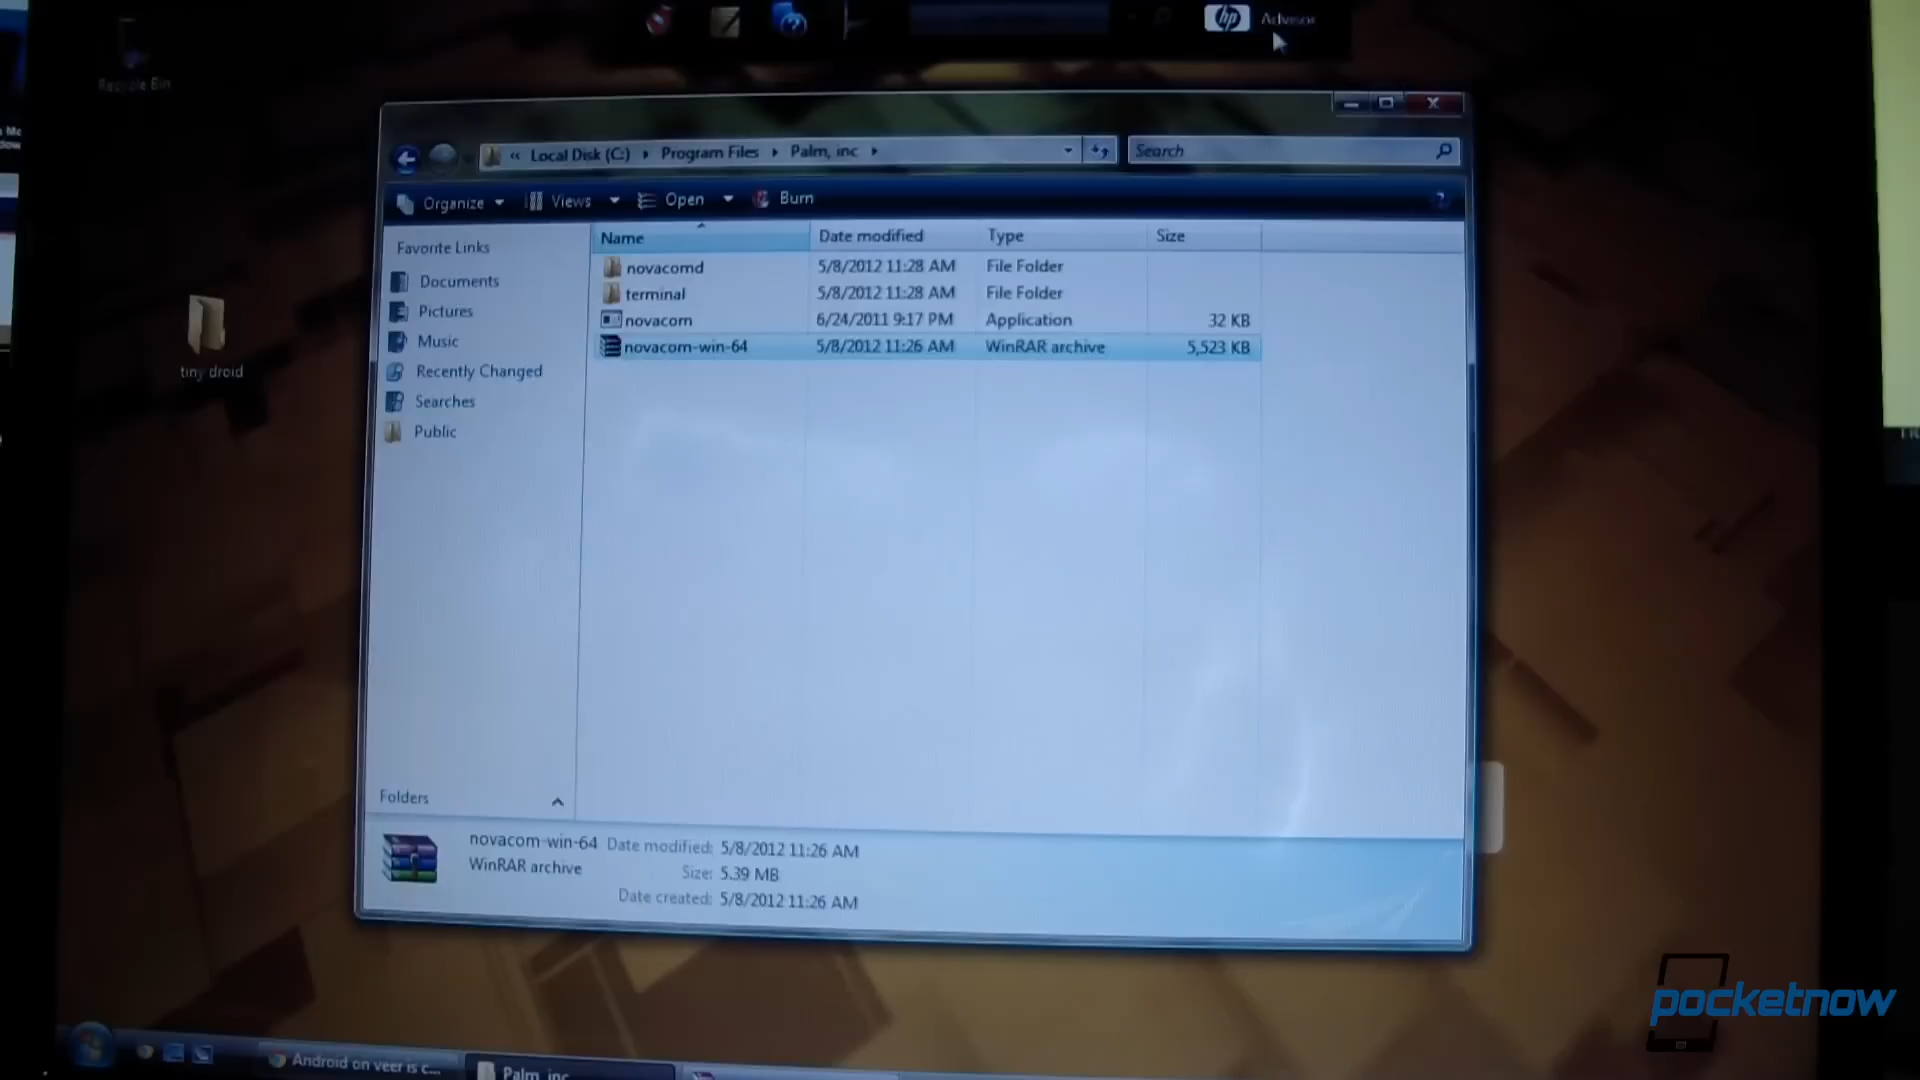 hp Advisor
Recycle Bin
« Local Disk (C:) Program Files Palm, inc
Search
Organize Views Open Burn
Favorite Links
Documents
Pictures
Music
Recently Changed
Searches
Public
Name Date modified Type Size
novacomd 5/8/2012 11:28 AM File Folder
terminal 5/8/2012 11:28 AM File Folder
novacom 6/24/2011 9:17 PM Application 32 KB
novacom-win-64 5/8/2012 11:26 AM WinRAR archive 5,523 KB
tiny droid
Folders
novacom-win-64 Date modified: 5/8/2012 11:26 AM
WinRAR archive Size: 5.39 MB
Date created: 5/8/2012 11:26 AM
pocketnow
Android on veer is c...
Palm, inc